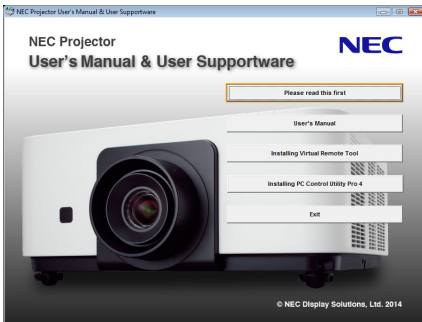 NEC Projector User's Manual & User Supportware
NEC Projector
NEC
User's Manual & User Supportware
Please read this first
User's Manual
Installing Virtual Remote Tool
Installing PC Control Utility Pro 4
Exit
© NEC Display Solutions, Ltd. 2014